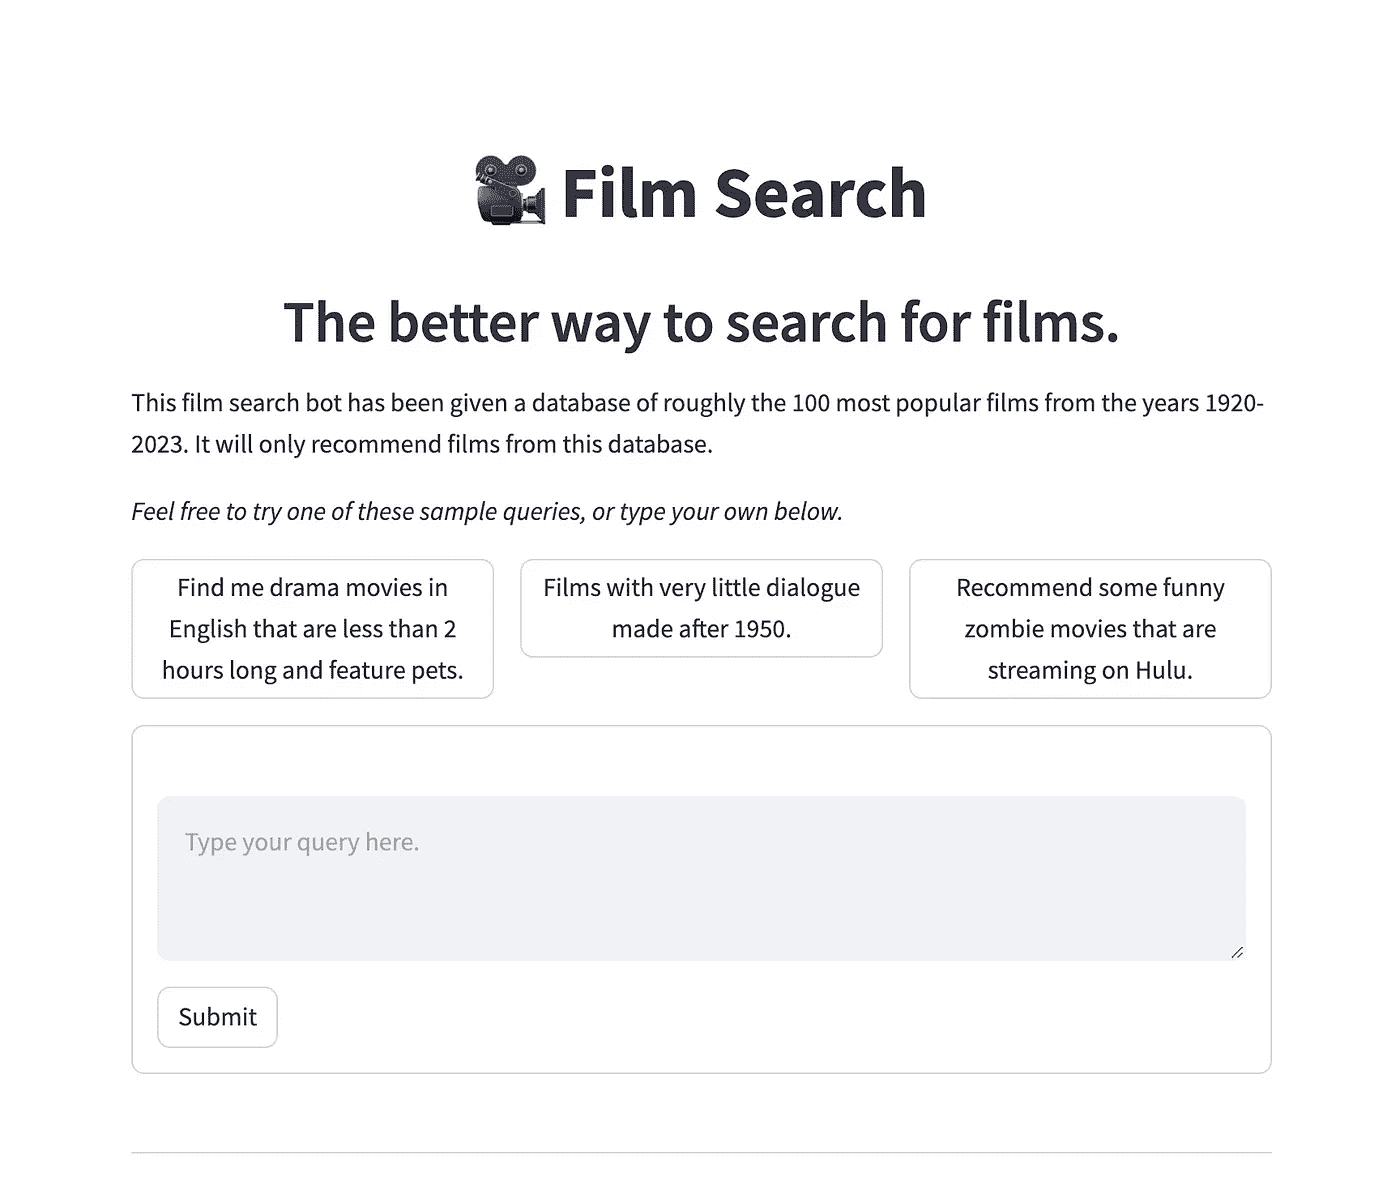 Film Search
The better way to search for films.
This film search bot has been given a database of roughly the 100 most popular films from the years 1920-
2023. It will only recommend films from this database.
Feel free to try one of these sample queries, or type your own below.
Find me drama movies in
English that are less than 2
hours long and feature pets.
Films with very little dialogue
made after 1950.
Recommend some funny
zombie movies that are
streaming on Hulu.
Type your query here.
Submit